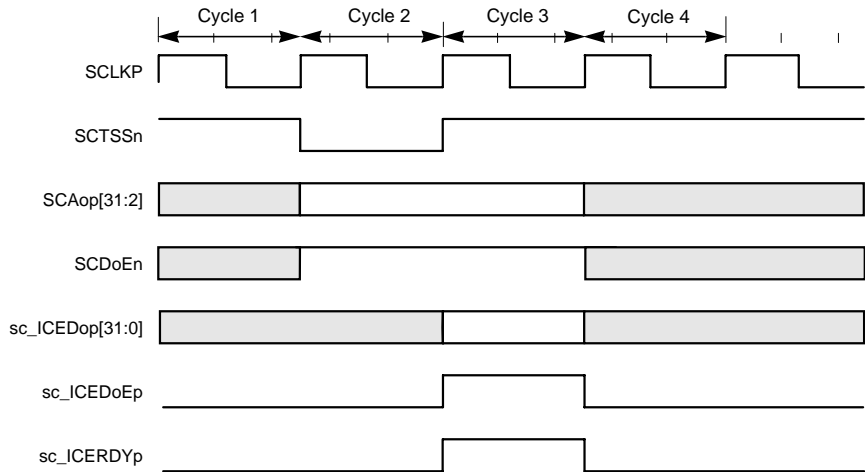 Cycle 1 Cycle 2 Cycle 3 Cycle 4
SCLKP
SCTSSn
SCAop[31:2]
SCDoEn
sc_ICEDop[31:0]
sc_ICEDoEp
sc_ICERDYp